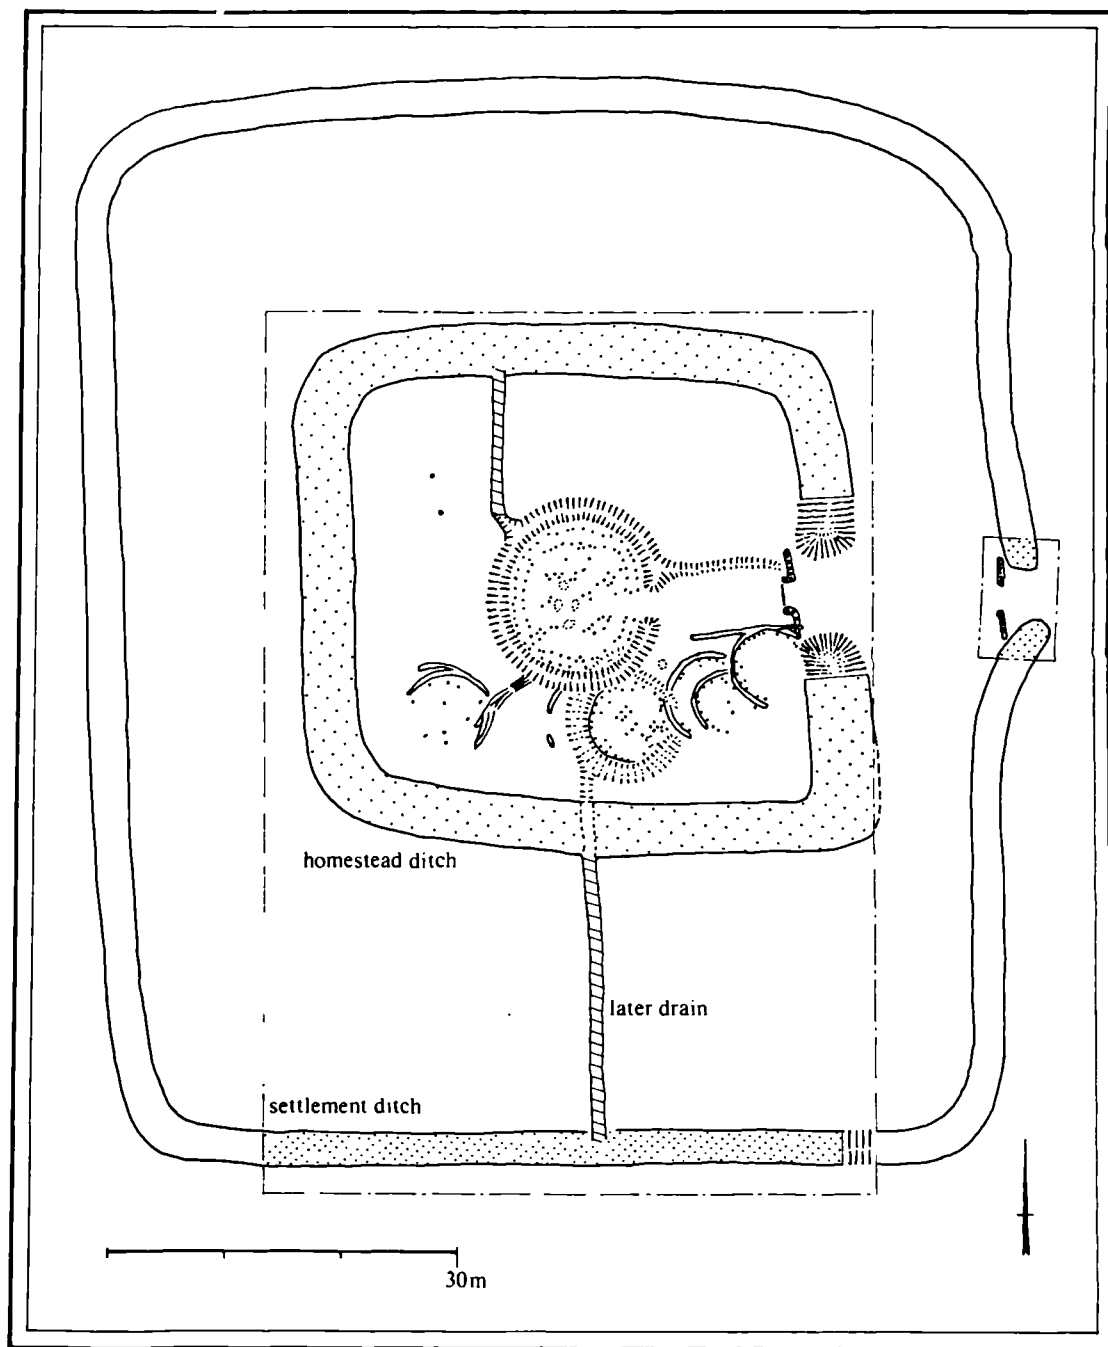 homestead ditch
later drain
settlement ditch
30m